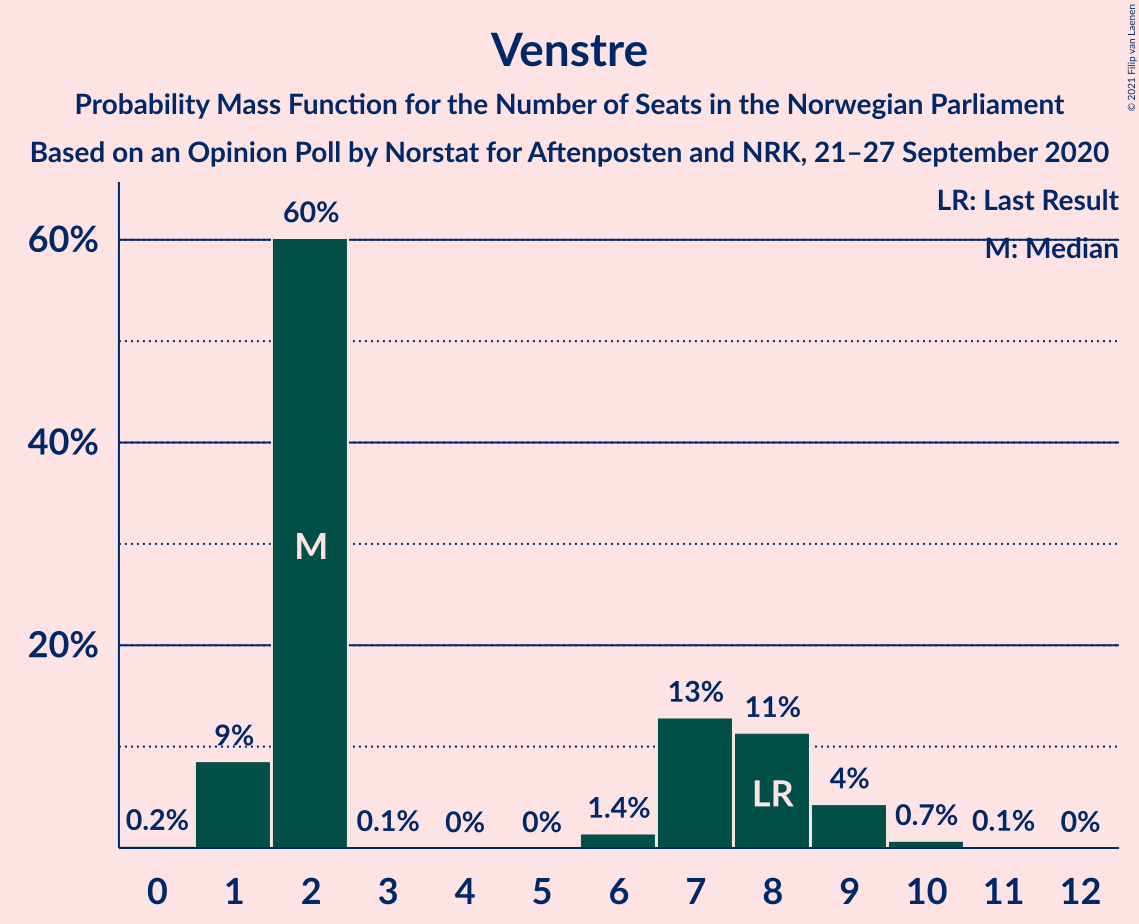 © 2021 Filip van Laenen
Venstre
Probability Mass Function for the Number of Seats in the Norwegian Parliament
Based on an Opinion Poll by Norstat for Aftenposten and NRK, 21–27 September 2020
LR: Last Result
M: Median
60%
40%
20%
0.2%
9%
60%
0.1%
0%
0%
1.4%
13%
11%
4%
0.7%
0.1%
0%
M
LR
0 1 2 3 4 5 6 7 8 9 10 11 12